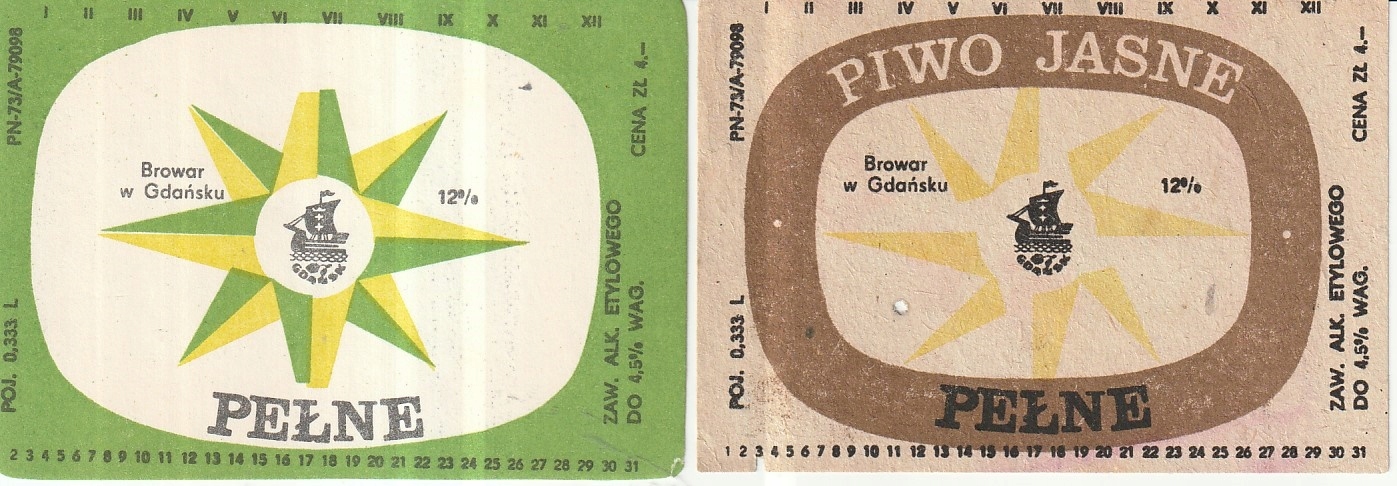 I II III IV V VI VII VIII IX X XI XII
PN-73/A-79098
POJ. 0,333 L
Browar
w Gdańsku
12%
GDAŃSK
PEŁNE
CENA ZŁ 4.—
ZAW. ALK. ETYLOWEGO
DO 4,5% WAG.
2 3 4 5 6 7 8 9 10 11 12 13 14 15 16 17 18 19 20 21 22 23 24 25 26 27 28 29 30 31
I II III IV V VI VII VIII IX X XI XII
PN-73/A-79098
POJ. 0,333 L
PIWO JASNE
Browar
w Gdańsku
12%
GDAŃSK
PEŁNE
CENA ZŁ 4.—
ZAW. ALK. ETYLOWEGO
DO 4,5% WAG.
1 2 3 4 5 6 7 8 9 10 11 12 13 14 15 16 17 18 19 20 21 22 23 24 25 26 27 28 29 30 31